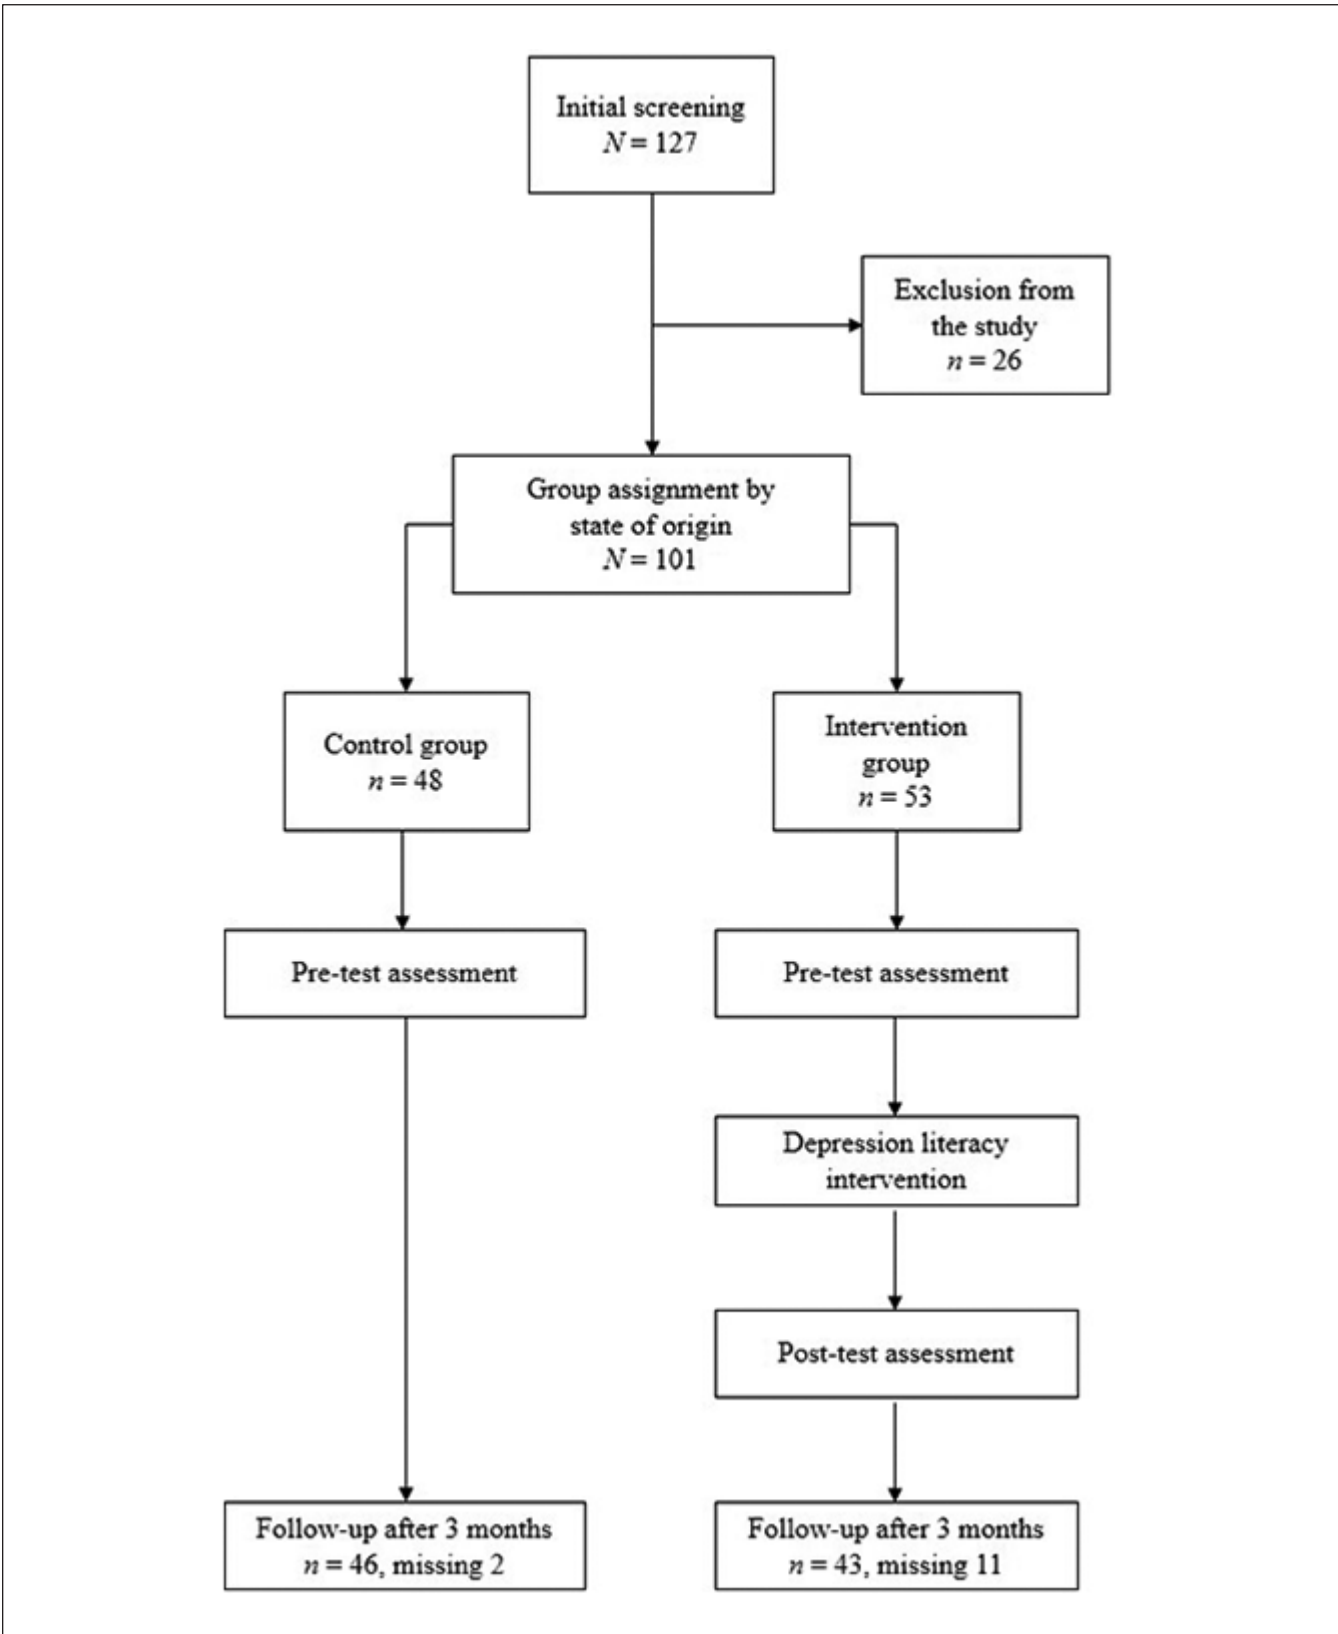 Initial screening
N = 127
Exclusion from
the study
n = 26
Group assignment by
state of origin
N = 101
Control group
n = 48
Intervention
group
n = 53
Pre-test assessment
Pre-test assessment
Depression literacy
intervention
Post-test assessment
Follow-up after 3 months
n = 46, missing 2
Follow-up after 3 months
n = 43, missing 11